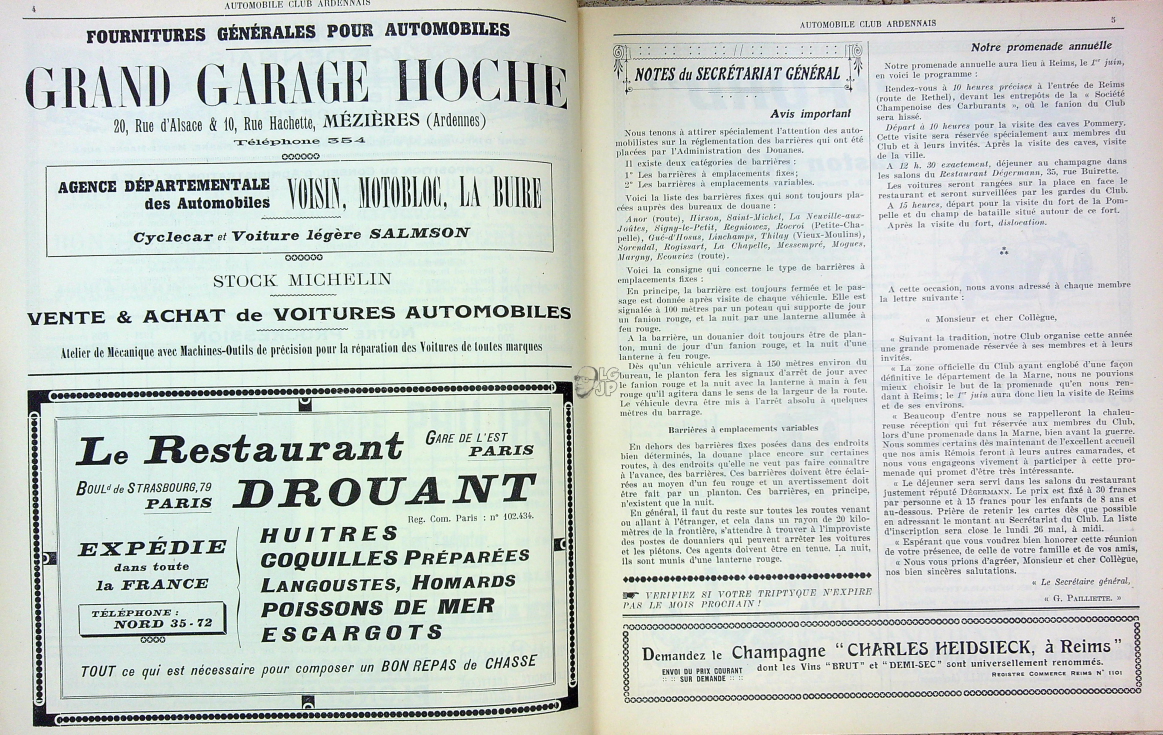 4
AUTOMOBILE CLUB ARDENNAIS
FOURNITURES GÉNÉRALES POUR AUTOMOBILES
GRAND GARAGE HOCHE
20, Rue d'Alsace & 10, Rue Hachette, MÉZIÈRES (Ardennes)
Téléphone 354
AGENCE DÉPARTEMENTALE
des Automobiles
VOISIN, MOTOBLOC, LA BUIRE
Cyclecar et Voiture légère SALMSON
STOCK MICHELIN
VENTE & ACHAT de VOITURES AUTOMOBILES
Atelier de Mécanique avec Machines-Outils de précision pour la réparation des Voitures de toutes marques
Le Restaurant
GARE DE L'EST
PARIS
BOULd de STRASBOURG, 79
PARIS
DROUANT
Reg. Com. Paris : n° 102.434.
EXPÉDIE
dans toute
la FRANCE
TÉLÉPHONE :
NORD 35-72
HUITRES
COQUILLES PRÉPARÉES
LANGOUSTES, HOMARDS
POISSONS DE MER
ESCARGOTS
TOUT ce qui est nécessaire pour composer un BON REPAS de CHASSE
AUTOMOBILE CLUB ARDENNAIS
5
NOTES du SECRÉTARIAT GÉNÉRAL
Avis important
Nous tenons à attirer spécialement l'attention des auto-
mobilistes sur la réglementation des barrières qui ont été
placées par l'Administration des Douanes.
Il existe deux catégories de barrières :
1° Les barrières à emplacements fixes ;
2° Les barrières à emplacements variables.
Voici la liste des barrières fixes qui sont toujours pla-
cées auprès des bureaux de douane :
Anor (route), Hirson, Saint-Michel, La Neuville-aux-
Joûtes, Signy-le-Petit, Regniowez, Rocroi (Petite-Cha-
pelle), Gué-d'Hosus, Linchamps, Thilay (Vieux-Moulins),
Sorendal, Rogissart, La Chapelle, Messempré, Mogues,
Margny, Ecouviez (route).
Voici la consigne qui concerne le type de barrières à
emplacements fixes :
En principe, la barrière est toujours fermée et le pas-
sage est donnée après visite de chaque véhicule. Elle est
signalée à 100 mètres par un poteau qui supporte de jour
un fanion rouge, et la nuit par une lanterne allumée à
feu rouge.
A la barrière, un douanier doit toujours être de plan-
ton, muni de jour d'un fanion rouge, et la nuit d'une
lanterne à feu rouge.
Dès qu'un véhicule arrivera à 150 mètres environ du
bureau, le planton fera les signaux d'arrêt de jour avec
le fanion rouge et la nuit avec la lanterne à main à feu
rouge qu'il agitera dans le sens de la largeur de la route.
Le véhicule devra être mis à l'arrêt absolu à quelques
mètres du barrage.
Barrières à emplacements variables
En dehors des barrières fixes posées dans des endroits
bien déterminés, la douane place encore sur certaines
routes, à des endroits qu'elle ne veut pas faire connaître
à l'avance, des barrières. Ces barrières doivent être éclai-
rées au moyen d'un feu rouge et un avertissement doit
être fait par un planton. Ces barrières, en principe,
n'existent que la nuit.
En général, il faut du reste sur toutes les routes venant
ou allant à l'étranger, et cela dans un rayon de 20 kilo-
mètres de la frontière, s'attendre à trouver à l'improviste
des postes de douaniers qui peuvent arrêter les voitures
et les piétons. Ces agents doivent être en tenue. La nuit,
ils sont munis d'une lanterne rouge.
VERIFIEZ SI VOTRE TRIPTYQUE N'EXPIRE
PAS LE MOIS PROCHAIN !
Notre promenade annuelle
Notre promenade annuelle aura lieu à Reims, le 1er juin,
en voici le programme :
Rendez-vous à 10 heures précises à l'entrée de Reims
(route de Rethel), devant les entrepôts de la « Société
Champenoise des Carburants », où le fanion du Club
sera hissé.
Départ à 10 heures pour la visite des caves Pommery.
Cette visite sera réservée spécialement aux membres du
Club et à leurs invités. Après la visite des caves, visite
de la ville.
A 12 h. 30 exactement, déjeuner au champagne dans
les salons du Restaurant Dégermann, 35, rue Buirette.
Les voitures seront rangées sur la place en face le
restaurant et seront surveillées par les gardes du Club.
A 15 heures, départ pour la visite du fort de la Pom-
pelle et du champ de bataille situé autour de ce fort.
Après la visite du fort, dislocation.
A cette occasion, nous avons adressé à chaque membre
la lettre suivante :
« Monsieur et cher Collègue,
« Suivant la tradition, notre Club organise cette année
une grande promenade réservée à ses membres et à leurs
invités.
« La zone officielle du Club ayant englobé d'une façon
définitive le département de la Marne, nous ne pouvions
mieux choisir le but de la promenade qu'en nous ren-
dant à Reims ; le 1er juin aura donc lieu la visite de Reims
et de ses environs.
« Beaucoup d'entre nous se rappelleront la chaleu-
reuse réception qui fut réservée aux membres du Club,
lors d'une promenade dans la Marne, bien avant la guerre.
Nous sommes certains dès maintenant de l'excellent accueil
que nos amis Rémois feront à leurs autres camarades, et
nous vous engageons vivement à participer à cette pro-
menade qui promet d'être très intéressante.
« Le déjeuner sera servi dans les salons du restaurant
justement réputé DÉGERMANN. Le prix est fixé à 30 francs
par personne et à 15 francs pour les enfants de 8 ans et
au-dessous. Prière de retenir les cartes dès que possible
en adressant le montant au Secrétariat du Club. La liste
d'inscription sera close le lundi 26 mai, à midi.
« Espérant que vous voudrez bien honorer cette réunion
de votre présence, de celle de votre famille et de vos amis,
« Nous vous prions d'agréer, Monsieur et cher Collègue,
nos bien sincères salutations.
« Le Secrétaire général,
« G. PAILLIETTE. »
Demandez le Champagne "CHARLES HEIDSIECK, à Reims"
ENVOI DU PRIX COURANT
SUR DEMANDE
dont les Vins "BRUT" et "DEMI-SEC" sont universellement renommés.
REGISTRE COMMERCE REIMS N° 1101
LG
JP